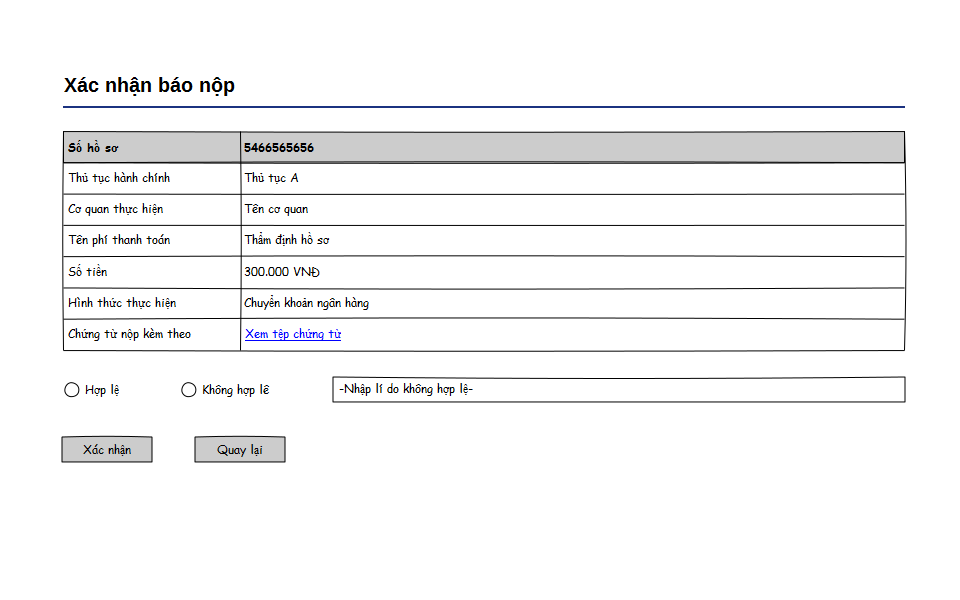 Xác nhận báo nộp
Số hồ sơ 5466565656
Thủ tục hành chính Thủ tục A
Cơ quan thực hiện Tên cơ quan
Tên phí thanh toán Thẩm định hồ sơ
Số tiền 300.000 VNĐ
Hình thức thực hiện Chuyển khoản ngân hàng
Chứng từ nộp kèm theo Xem tệp chứng từ
Hợp lệ Không hợp lê -Nhập lí do không hợp lệ-
Xác nhận Quay lại